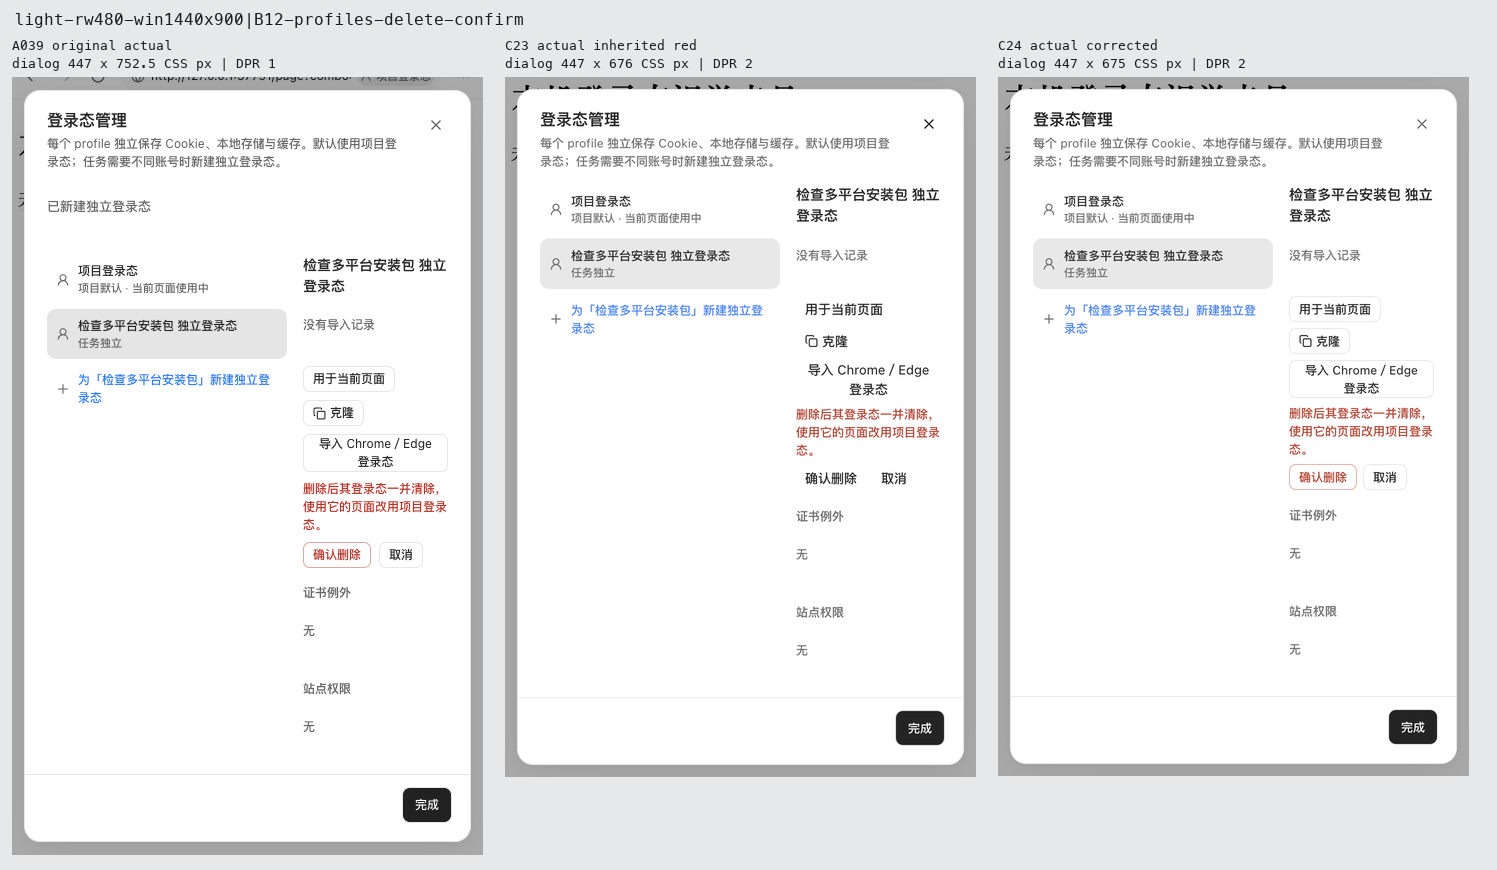 light-rw480-win1440x900|B12-profiles-delete-confirm
A039 original actual
dialog 447 x 752.5 CSS px | DPR 1
登录态管理
每个 profile 独立保存 Cookie、本地存储与缓存。默认使用项目登
录态；任务需要不同账号时新建独立登录态。
已新建独立登录态
项目登录态
项目默认 · 当前页面使用中
检查多平台安装包 独立登录态
任务独立
为「检查多平台安装包」新建独立登
录态
检查多平台安装包 独立
登录态
没有导入记录
用于当前页面
克隆
导入 Chrome / Edge
登录态
删除后其登录态一并清除，
使用它的页面改用项目登录
态。
确认删除
取消
证书例外
无
站点权限
无
完成
C23 actual inherited red
dialog 447 x 676 CSS px | DPR 2
登录态管理
每个 profile 独立保存 Cookie、本地存储与缓存。默认使用项目登
录态；任务需要不同账号时新建独立登录态。
项目登录态
项目默认 · 当前页面使用中
检查多平台安装包 独立登录态
任务独立
为「检查多平台安装包」新建独立登
录态
检查多平台安装包 独立
登录态
没有导入记录
用于当前页面
克隆
导入 Chrome / Edge
登录态
删除后其登录态一并清除，
使用它的页面改用项目登录
态。
确认删除
取消
证书例外
无
站点权限
无
完成
C24 actual corrected
dialog 447 x 675 CSS px | DPR 2
登录态管理
每个 profile 独立保存 Cookie、本地存储与缓存。默认使用项目登
录态；任务需要不同账号时新建独立登录态。
项目登录态
项目默认 · 当前页面使用中
检查多平台安装包 独立登录态
任务独立
为「检查多平台安装包」新建独立登
录态
检查多平台安装包 独立
登录态
没有导入记录
用于当前页面
克隆
导入 Chrome / Edge
登录态
删除后其登录态一并清除，
使用它的页面改用项目登录
态。
确认删除
取消
证书例外
无
站点权限
无
完成